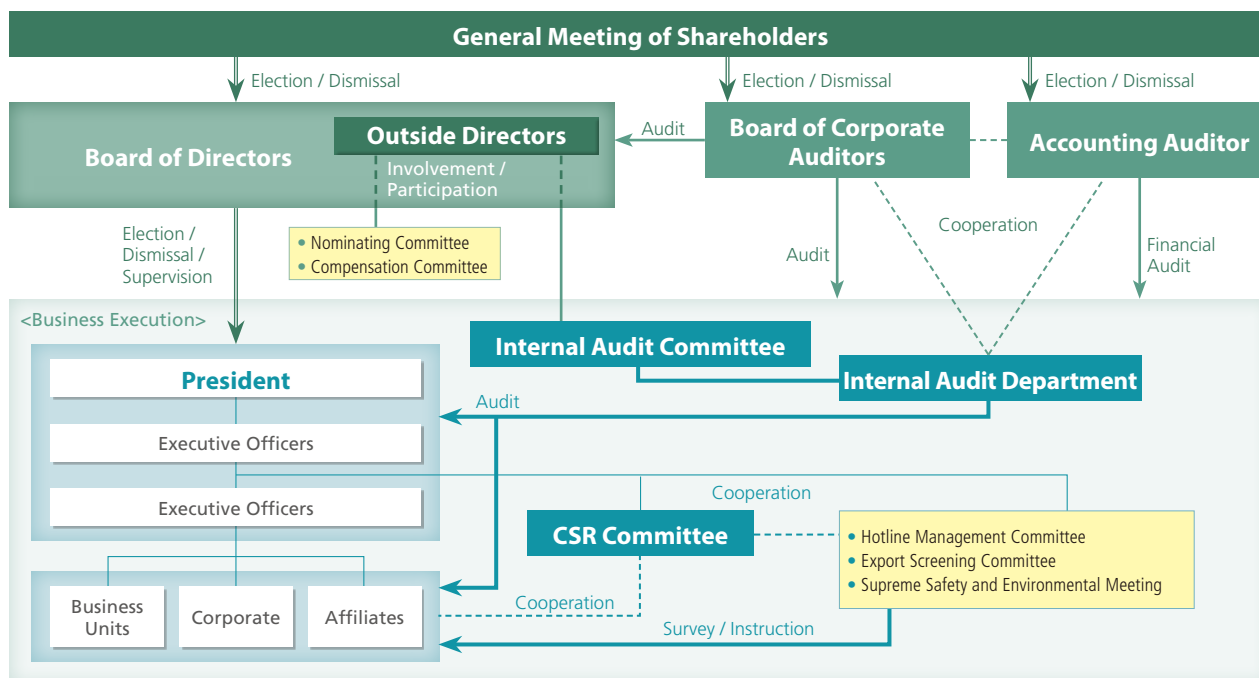 General Meeting of Shareholders
Election / Dismissal
Election / Dismissal
Election / Dismissal
Board of Directors
Outside Directors
Involvement /
Participation
Audit
Board of Corporate
Auditors
Accounting Auditor
Election /
Dismissal /
Supervision
• Nominating Committee
• Compensation Committee
Audit
Cooperation
Financial
Audit
<Business Execution>
Internal Audit Committee
Internal Audit Department
President
Audit
Executive Officers
Executive Officers
Cooperation
CSR Committee
• Hotline Management Committee
• Export Screening Committee
• Supreme Safety and Environmental Meeting
Business
Units
Corporate
Affiliates
Cooperation
Survey / Instruction